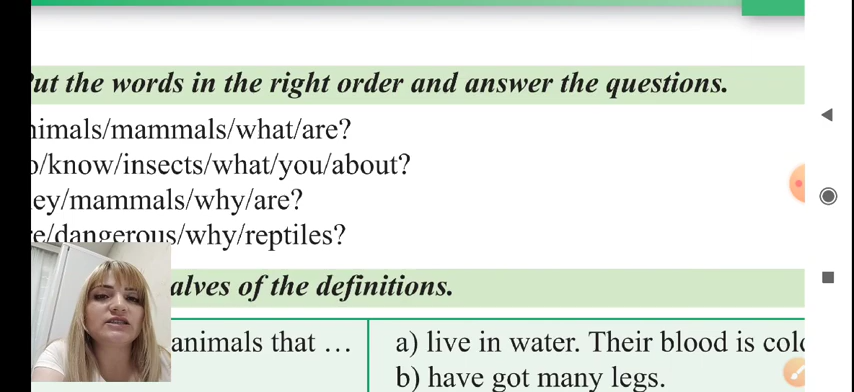 ut the words in the right order and answer the questions.
nimals/mammals/what/are?
o/know/insects/what/you/about?
ey/mammals/why/are?
re/dangerous/why/reptiles?
alves of the definitions.
animals that …
a) live in water. Their blood is col
b) have got many legs.